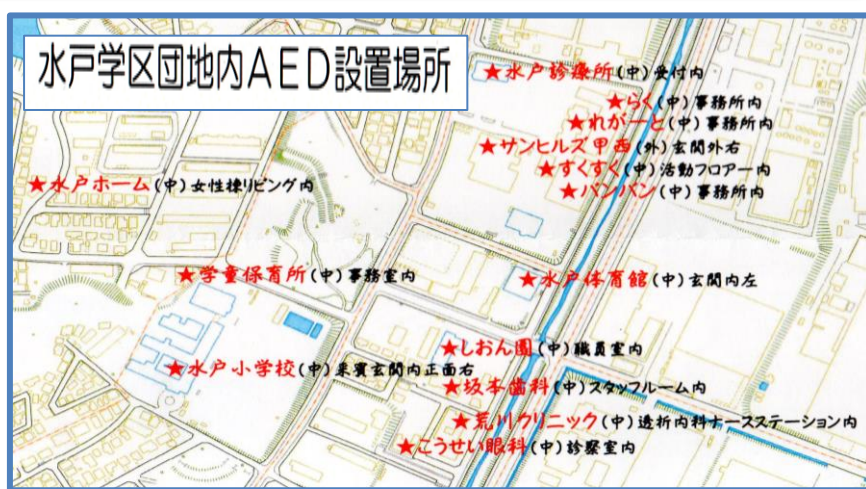 水戸学区団地内AED設置場所
★水戸診療所(中)受付内
★らく(中)事務所内
★れがーと(中)事務所内
★サンヒルズ甲西(外)玄関外右
★すくすく(中)活動フロアー内
★バンバン(中)事務所内
★水戸ホーム(中)女性棟リビング内
★学童保育所(中)事務室内
★水戸体育館(中)玄関内左
★しおん園(中)職員室内
★水戸小学校(中)来賓玄関内正面右
★坂本歯科(中)スタッフルーム内
★荒川クリニック(中)透析内科ナースステーション内
★こうせい眼科(中)診察室内